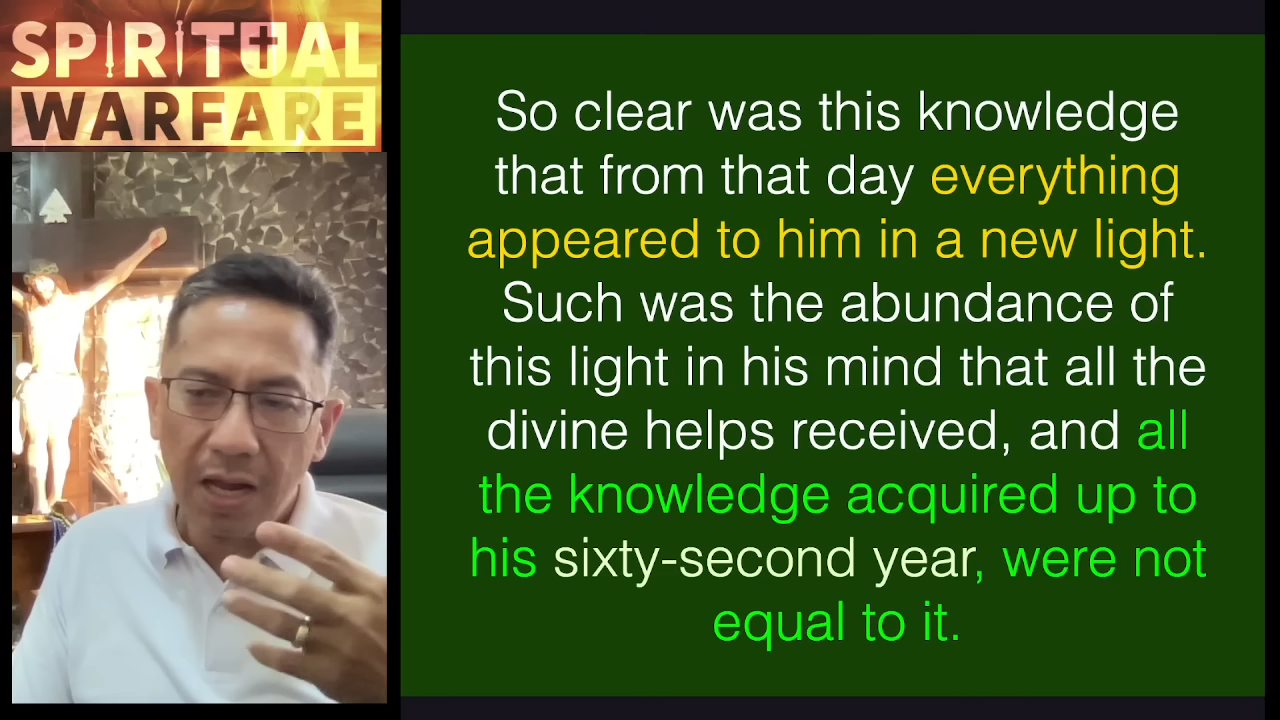 SPIRITUAL
WARFARE
So clear was this knowledge
that from that day everything
appeared to him in a new light.
Such was the abundance of
this light in his mind that all the
divine helps received, and all
the knowledge acquired up to
his sixty-second year, were not
equal to it.